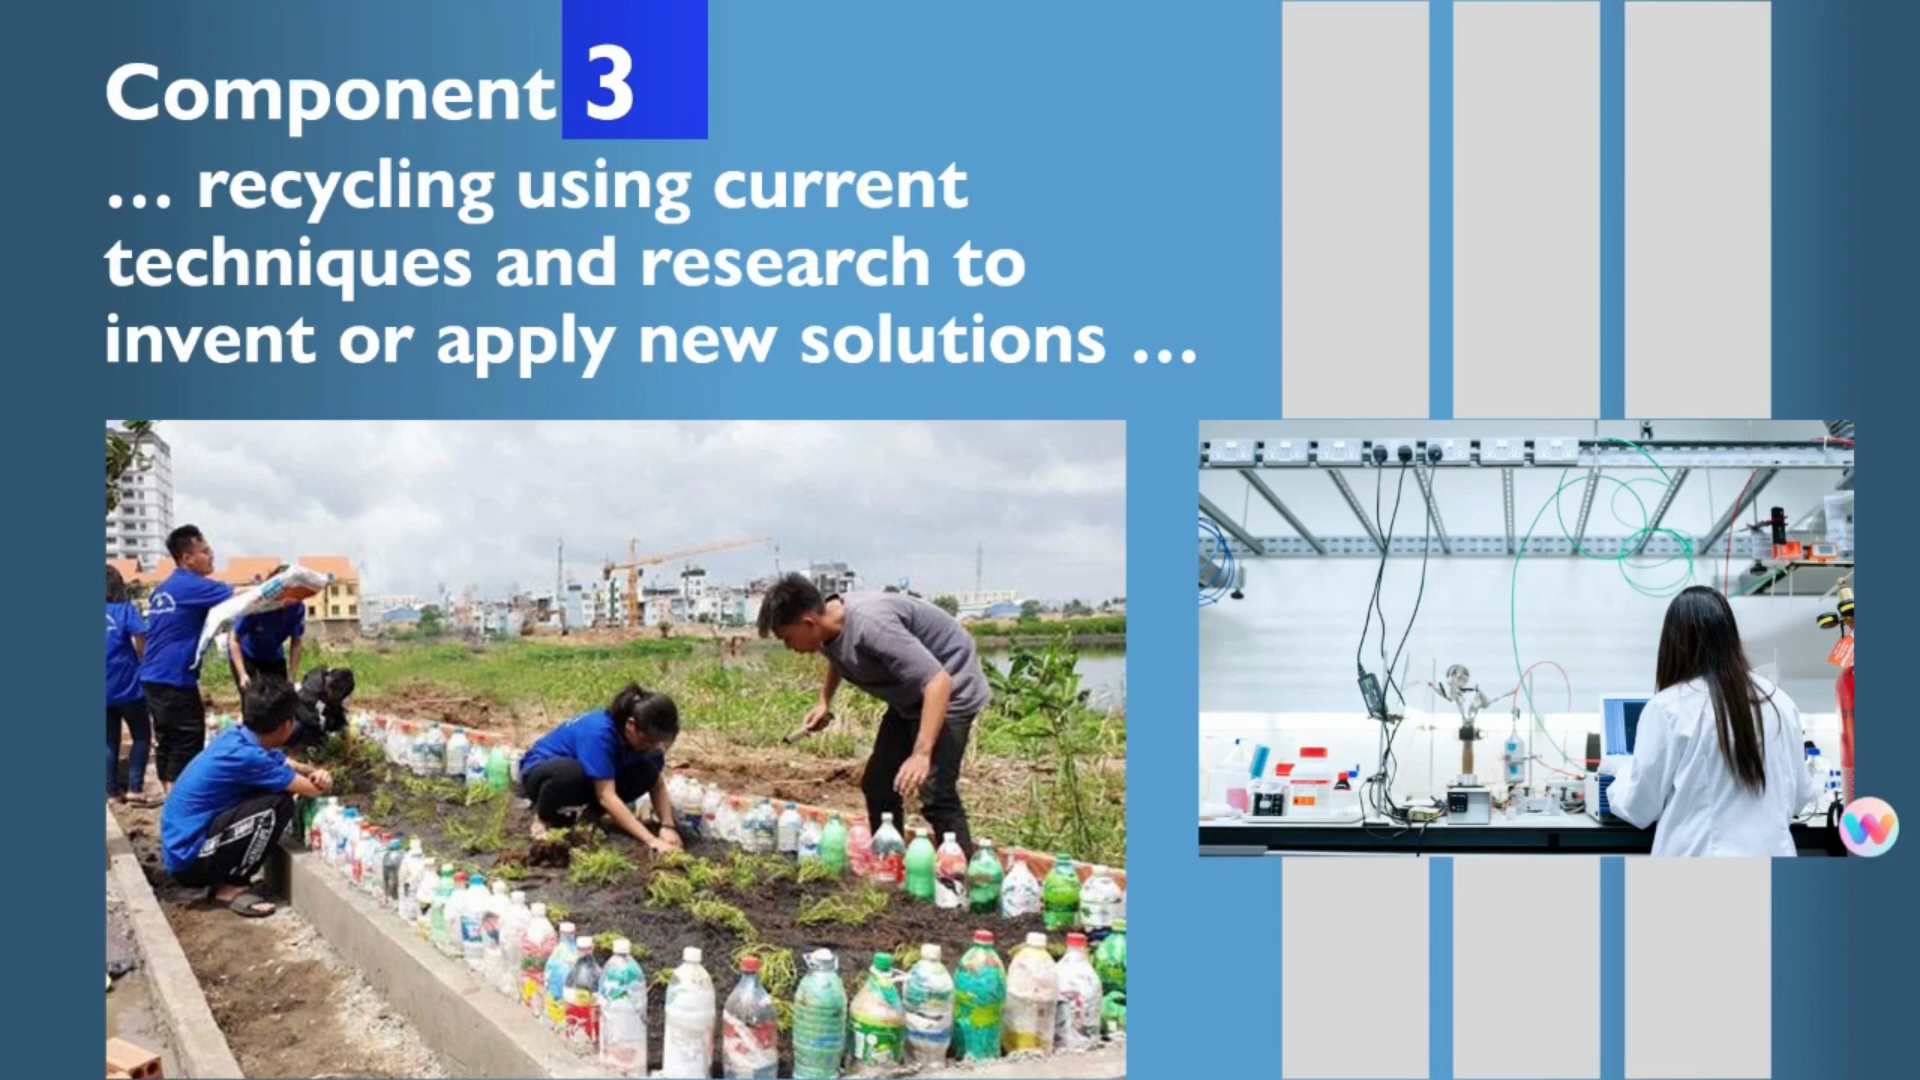 Component 3
… recycling using current
techniques and research to
invent or apply new solutions …